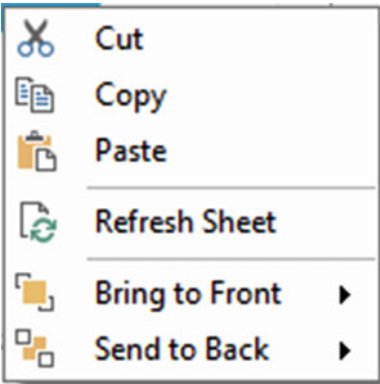 Cut
Copy
Paste
Refresh Sheet
Bring to Front
Send to Back